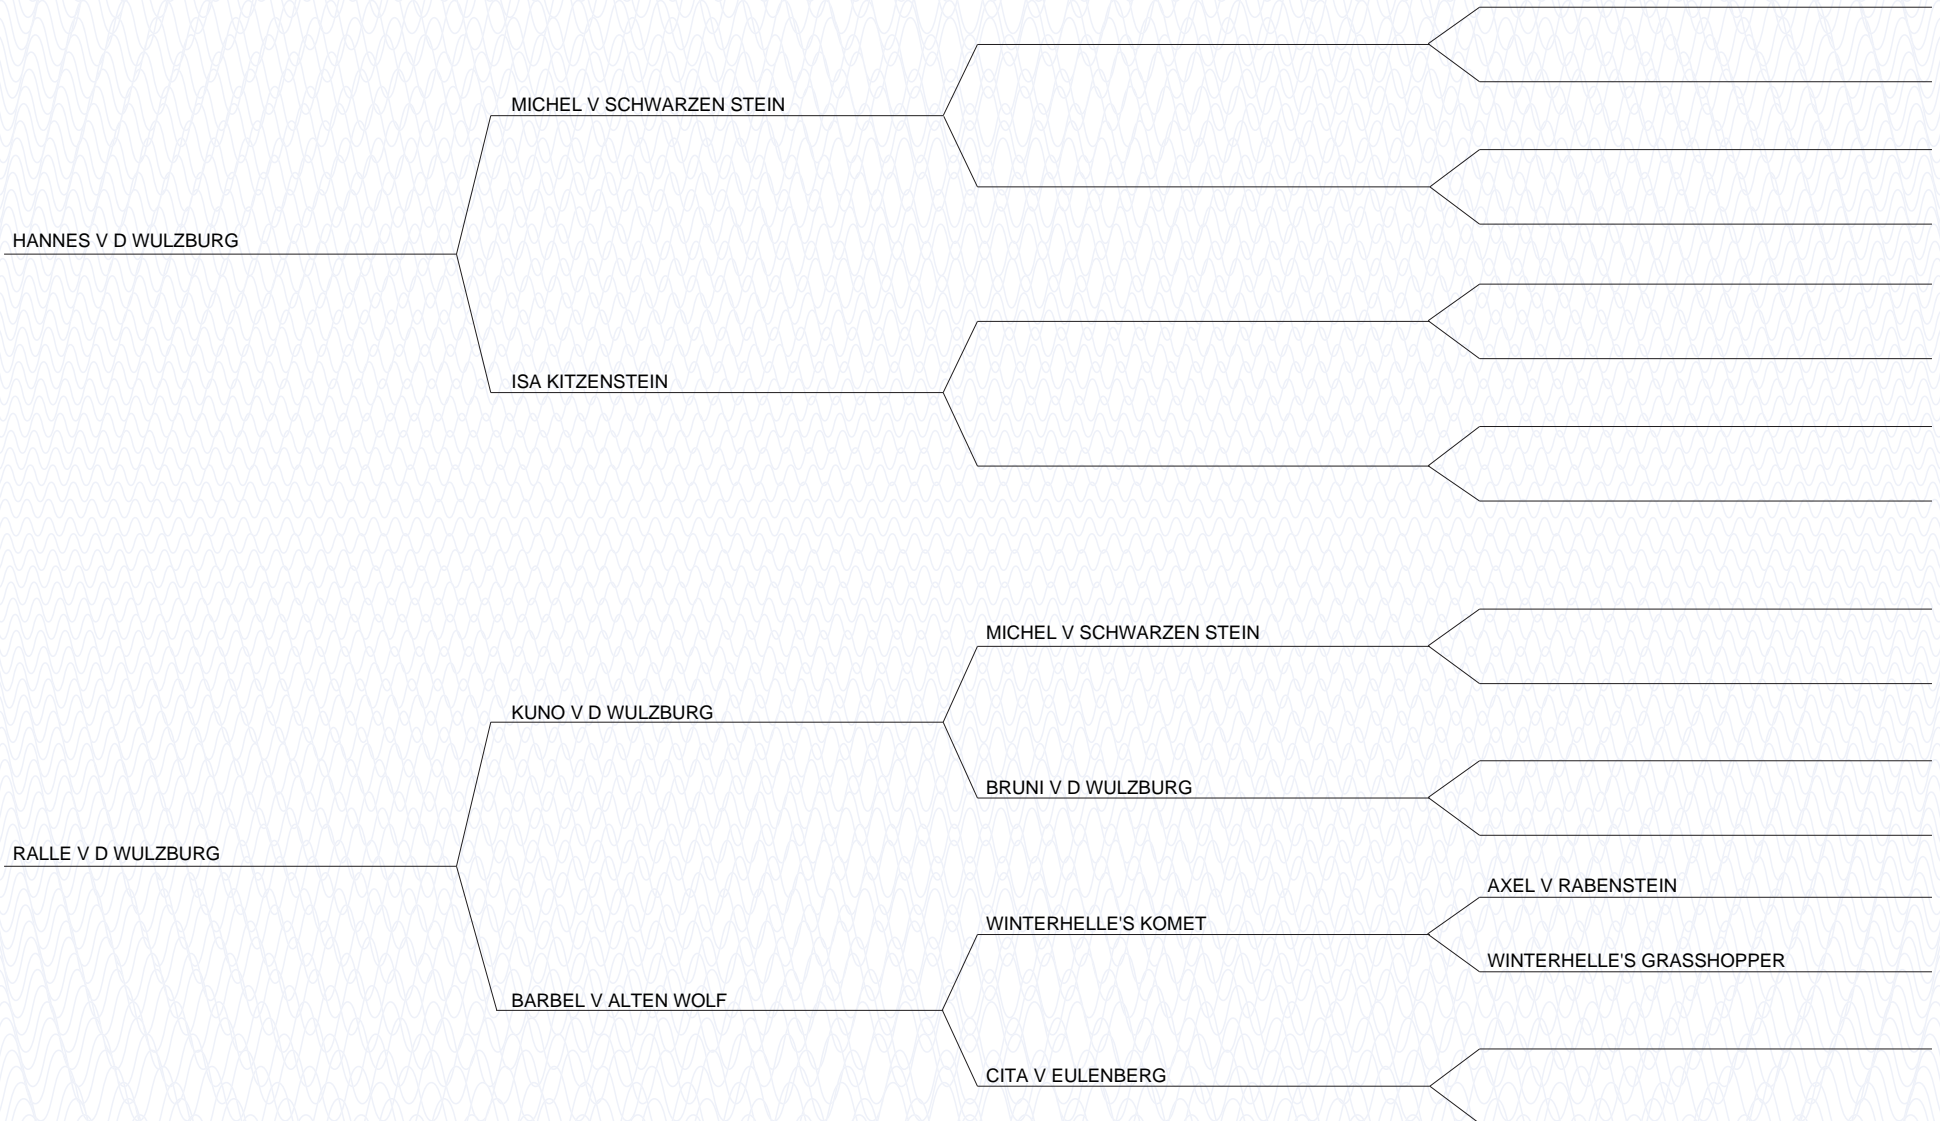 MICHEL V SCHWARZEN STEIN
HANNES V D WULZBURG
ISA KITZENSTEIN
MICHEL V SCHWARZEN STEIN
KUNO V D WULZBURG
BRUNI V D WULZBURG
RALLE V D WULZBURG
AXEL V RABENSTEIN
WINTERHELLE'S KOMET
WINTERHELLE'S GRASSHOPPER
BARBEL V ALTEN WOLF
CITA V EULENBERG